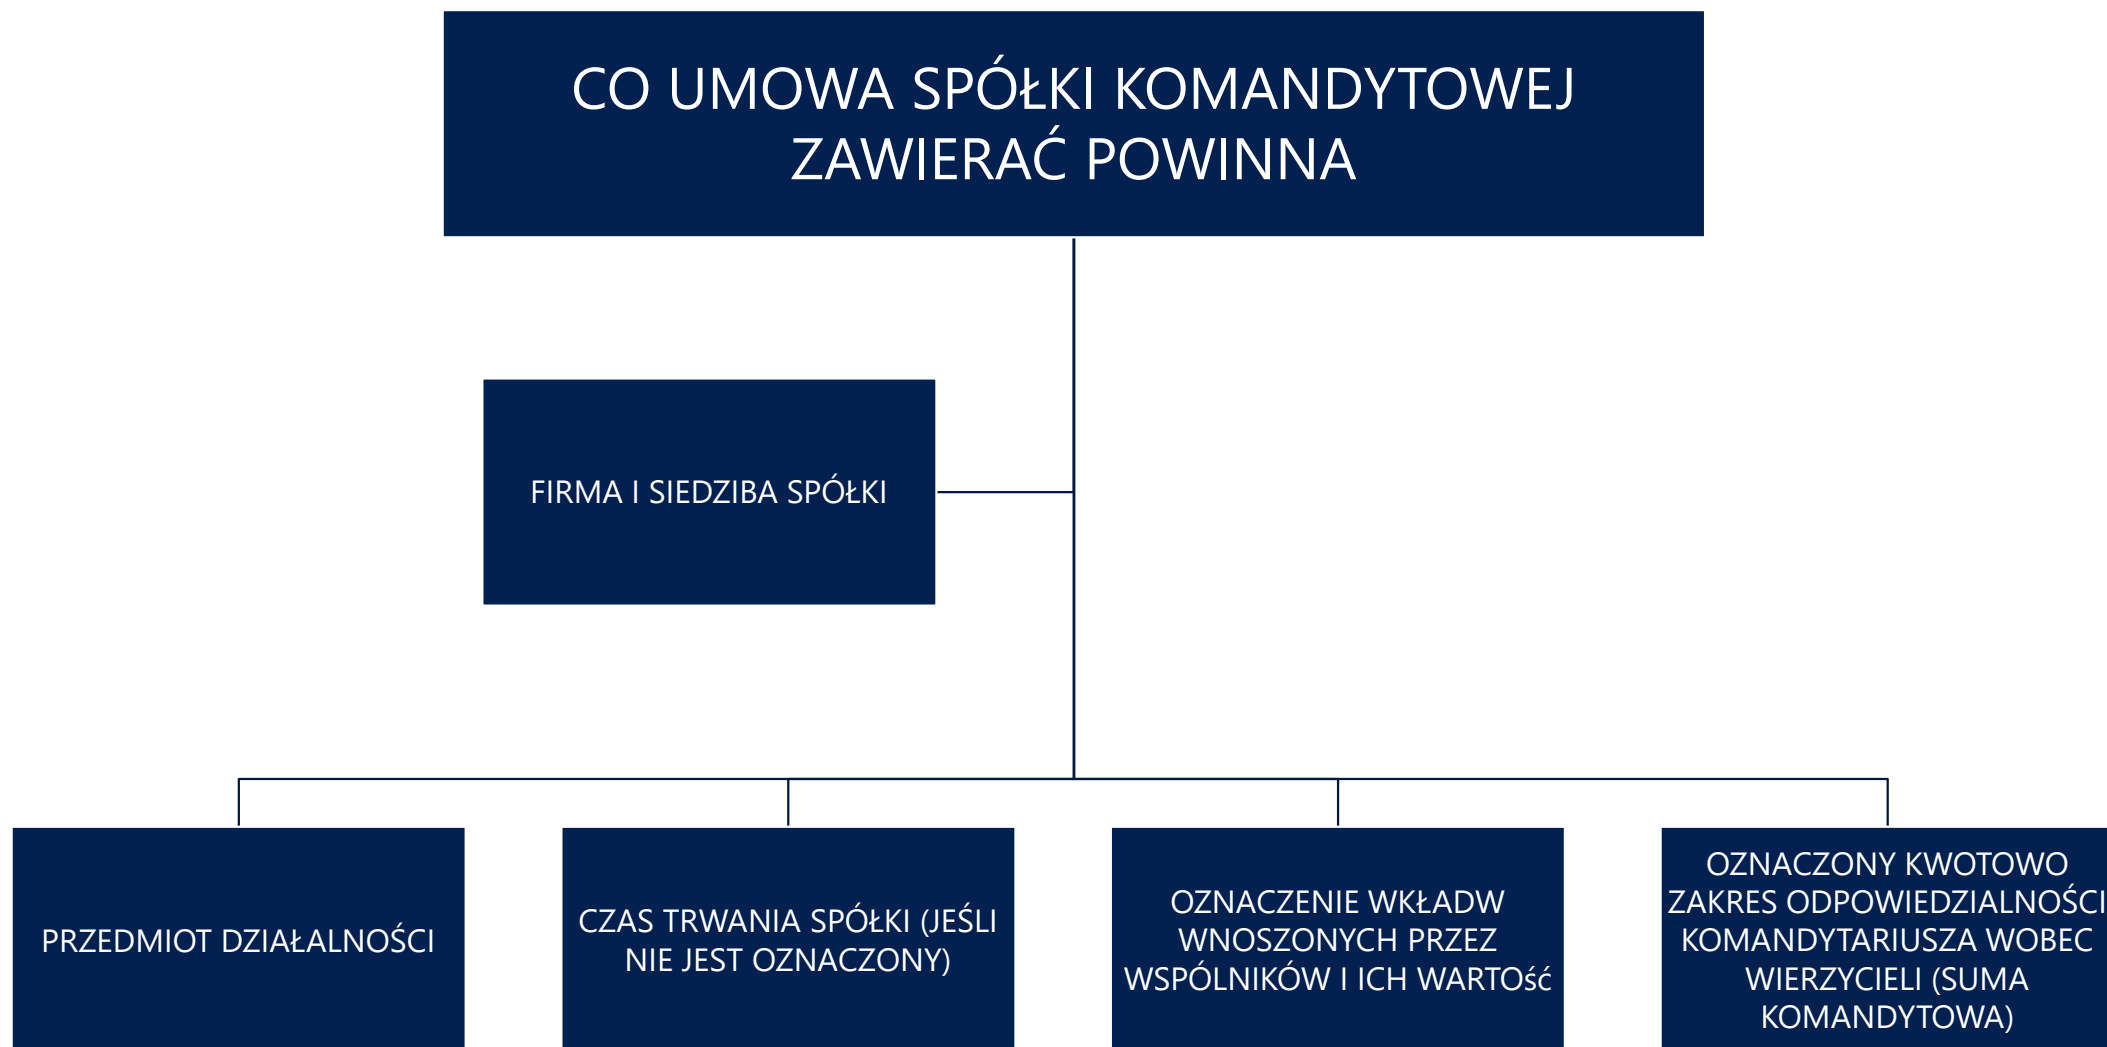 CO UMOWA SPÓŁKI KOMANDYTOWEJ
ZAWIERAĆ POWINNA
FIRMA I SIEDZIBA SPÓŁKI
PRZEDMIOT DZIAŁALNOŚCI
CZAS TRWANIA SPÓŁKI (JEŚLI
NIE JEST OZNACZONY)
OZNACZENIE WKŁADW
WNOSZONYCH PRZEZ
WSPÓLNIKÓW I ICH WARTOść
OZNACZONY KWOTOWO
ZAKRES ODPOWIEDZIALNOŚCI
KOMANDYTARIUSZA WOBEC
WIERZYCIELI (SUMA
KOMANDYTOWA)